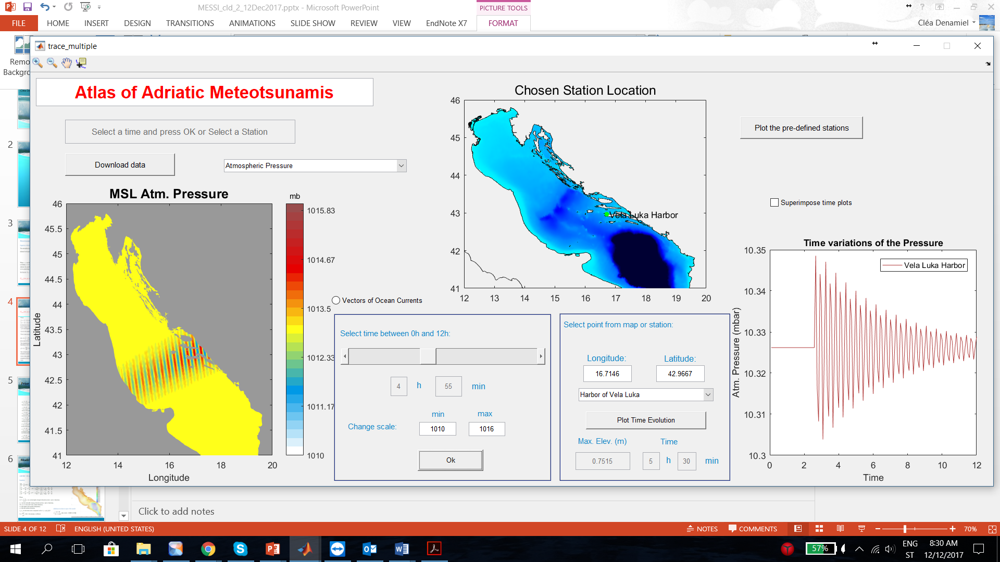 MESSI_cld_2_12Dec2017.pptx - Microsoft PowerPoint
PICTURE TOOLS
FILE HOME INSERT DESIGN TRANSITIONS ANIMATIONS SLIDE SHOW REVIEW VIEW EndNote X7 FORMAT
Cléa Denamiel
trace_multiple
Atlas of Adriatic Meteotsunamis
Select a time and press OK or Select a Station
Download data
Atmospheric Pressure
MSL Atm. Pressure
46
45.5
45
44.5
44
43.5
43
42.5
42
41.5
41
12 14 16 18 20
Latitude
Longitude
mb
1015.83
1014.67
1013.5
1012.33
1011.17
1010
Chosen Station Location
46
45
44
43
42
41
12 13 14 15 16 17 18 19 20
Vela Luka Harbor
Vectors of Ocean Currents
Select time between 0h and 12h:
4 h 55 min
min max
Change scale: 1010 1016
Ok
Select point from map or station:
Longitude: Latitude:
16.7146 42.9667
Harbor of Vela Luka
Plot Time Evolution
Max. Elev. (m) Time
0.7515 5 h 30 min
Plot the pre-defined stations
Superimpose time plots
Time variations of the Pressure
10.35
10.34
10.33
10.32
10.31
10.3
0 2 4 6 8 10 12
Atm. Pressure (mbar)
Time
Vela Luka Harbor
2
3
4
5
6
Click to add notes
SLIDE 4 OF 12 ENGLISH (UNITED STATES) NOTES COMMENTS 70%
57% ENG
ST
8:30 AM
12/12/2017